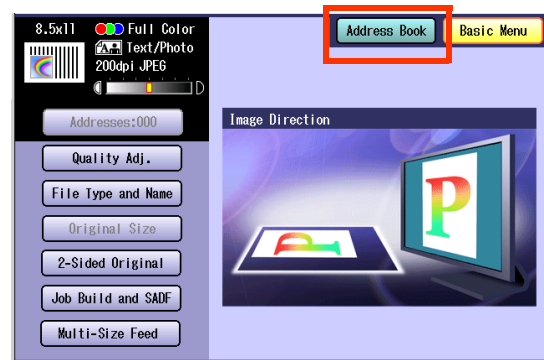 8.5x11 Full Color
Text/Photo
200dpi JPEG
Addresses:000
Quality Adj.
File Type and Name
Original Size
2-Sided Original
Job Build and SADF
Multi-Size Feed
Address Book
Basic Menu
Image Direction
P
P